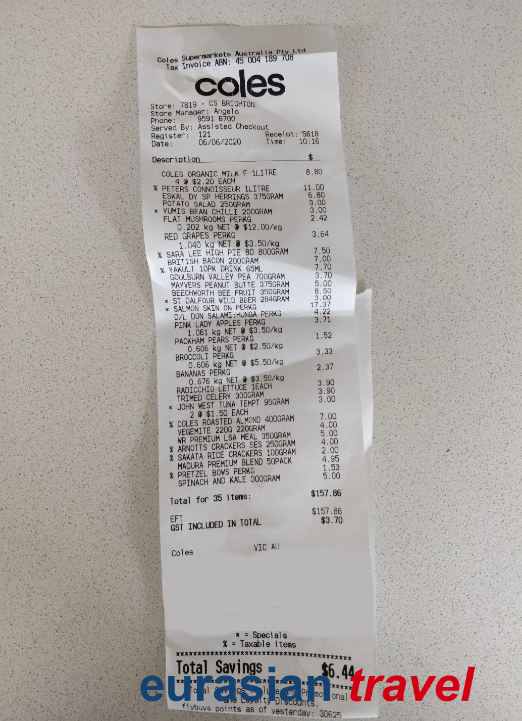 Coles Supermarkets Australia Pty Ltd
Tax Invoice ABN: 45 004 189 708
coles
Store: 7819 - CS BRIGHTON
Store Manager: Angelo
Phone: 9591 6700
Served By: Assisted Checkout
Register: 121 Receipt: 5618
Date: 06/06/2020 Time: 10:16
Description $
COLES ORGANIC MILK F 1LITRE 8.80
4 @ $2.20 EACH
% PETERS CONNOISSEUR 1LITRE 11.00
ESKAL DY SP HERRINGS 375GRAM 6.80
POTATO SALAD 250GRAM 3.00
* YUMIS BEAN CHILLI 200GRAM 3.00
FLAT MUSHROOMS PERKG 2.42
0.202 kg NET @ $12.00/kg
RED GRAPES PERKG 3.64
1.040 kg NET @ $3.50/kg
% SARA LEE HIGH PIE BD 800GRAM 7.50
BRITISH BACON 200GRAM 7.00
% YAKULT 10PK DRINK 65ML 7.70
GOULBURN VALLEY PEA 700GRAM 3.70
MAYVERS PEANUT BUTTE 375GRAM 5.00
BEECHWORTH BEE FRUIT 350GRAM 8.50
* ST DALFOUR WILD BEER 284GRAM 3.00
* SALMON SKIN ON PERKG 17.37
D/L DON SALAMI:HUNGA PERKG 4.22
PINK LADY APPLES PERKG 3.71
1.061 kg NET @ $3.50/kg
PACKHAM PEARS PERKG 1.52
0.606 kg NET @ $2.50/kg
BROCCOLI PERKG 3.33
0.606 kg NET @ $5.50/kg
BANANAS PERKG 2.37
0.676 kg NET @ $3.50/kg
RADICCHIO LETTUCE 1EACH 3.90
TRIMED CELERY 300GRAM 3.90
* JOHN WEST TUNA TEMPT 95GRAM 3.00
2 @ $1.50 EACH
% COLES ROASTED ALMOND 400GRAM 7.00
VEGEMITE 220G 220GRAM 4.00
WR PREMIUM LSA MEAL 350GRAM 5.00
% ARNOTTS CRACKERS SES 250GRAM 4.00
% SAKATA RICE CRACKERS 100GRAM 2.00
MADURA PREMIUM BLEND 50PACK 4.95
% PRETZEL BOWS PERKG 1.53
SPINACH AND KALE 300GRAM 5.00
Total for 35 items: $157.86
EFT $157.86
GST INCLUDED IN TOTAL $3.70
Coles VIC AU
* = Specials
% = Taxable Items
Total Savings $6.44
eurasian travel
Loyalty Discounts.
flybuys points as of yesterday: 30625